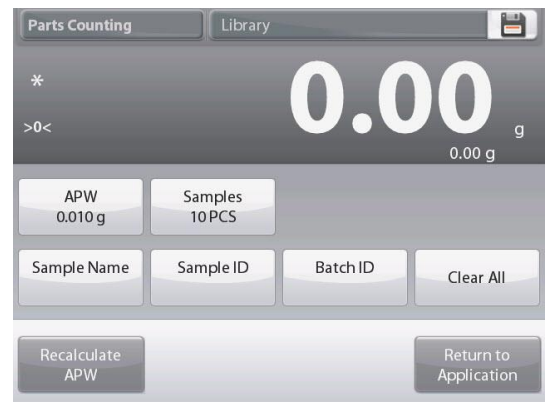 Parts Counting
Library
*
0.00 g
>0<
0.00 g
APW
0.010 g
Samples
10 PCS
Sample Name
Sample ID
Batch ID
Clear All
Recalculate
APW
Return to
Application